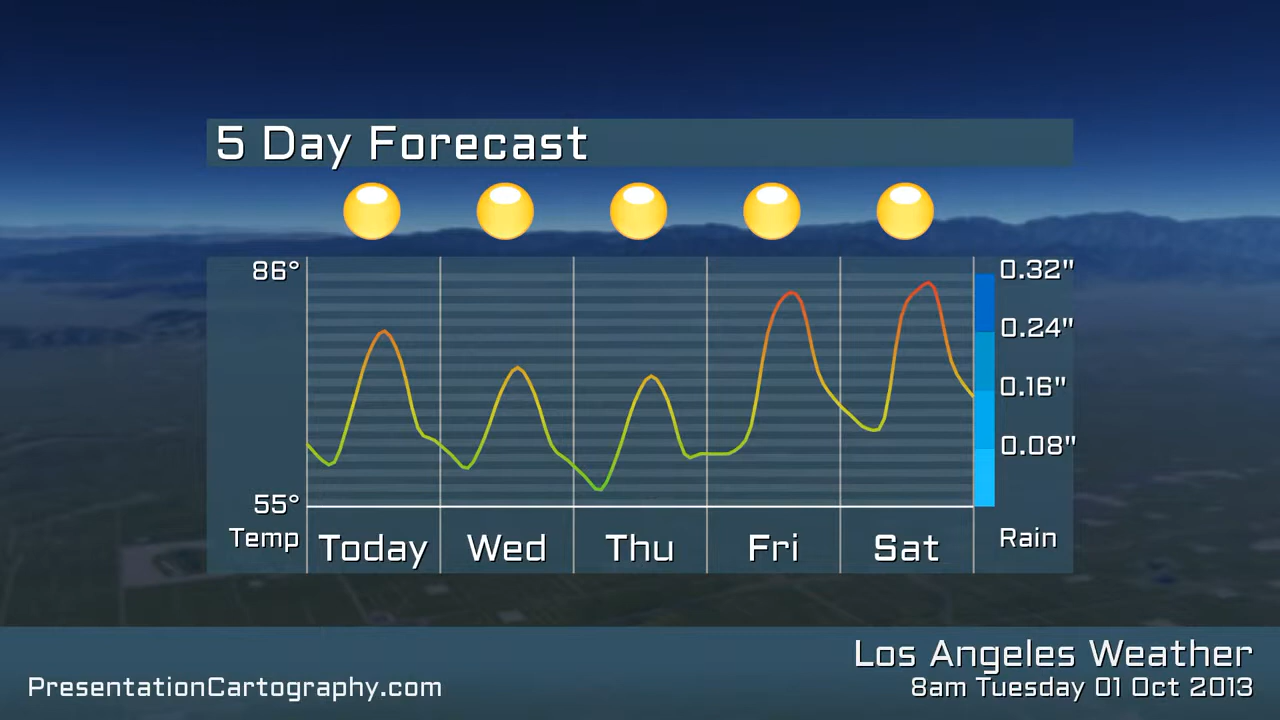 5 Day Forecast
86°
0.32"
0.24"
0.16"
0.08"
55°
Temp
Today
Wed
Thu
Fri
Sat
Rain
Los Angeles Weather
PresentationCartography.com
8am Tuesday 01 Oct 2013